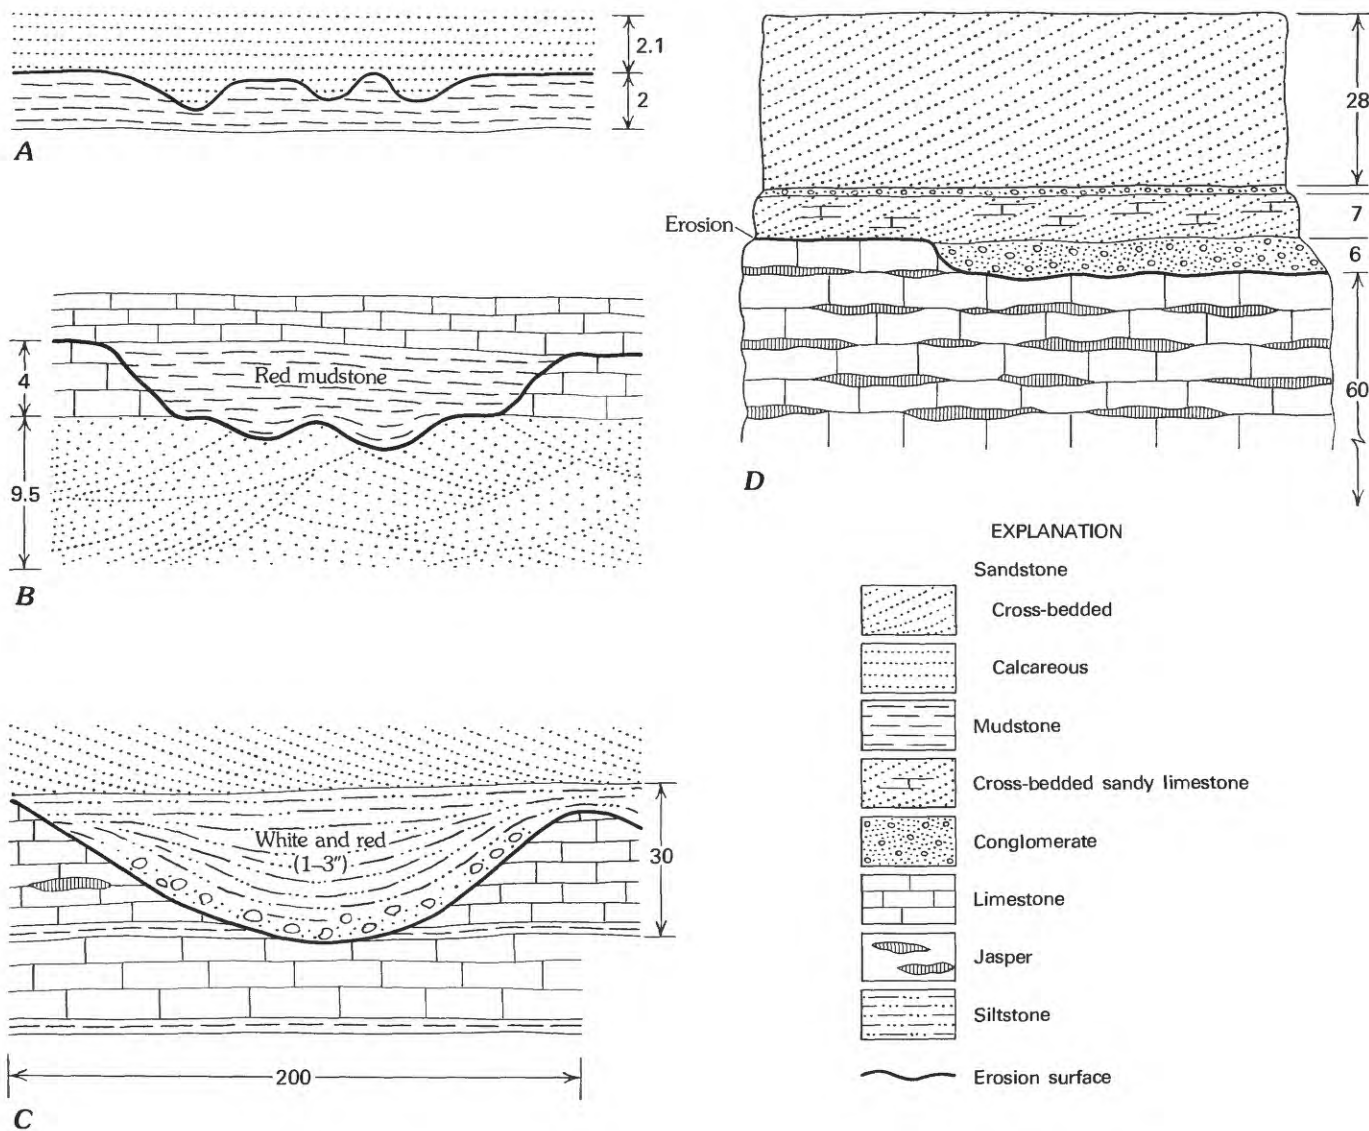 2.1
2
A
4
Red mudstone
9.5
B
White and red
(1–3")
30
200
C
28
7
Erosion
6
60
D
EXPLANATION
Sandstone
Cross-bedded
Calcareous
Mudstone
Cross-bedded sandy limestone
Conglomerate
Limestone
Jasper
Siltstone
Erosion surface